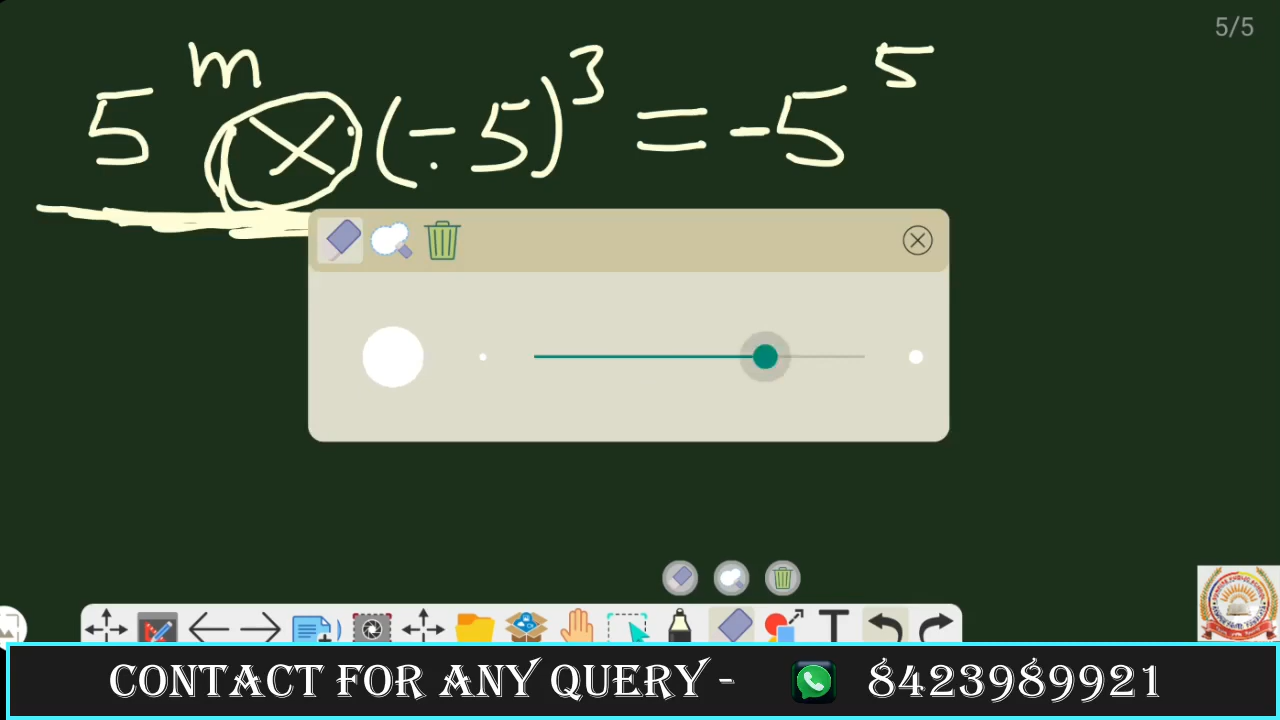 5/5
5^m × (-5)^3 = -5^5
T
CONTACT FOR ANY QUERY - 8423989921